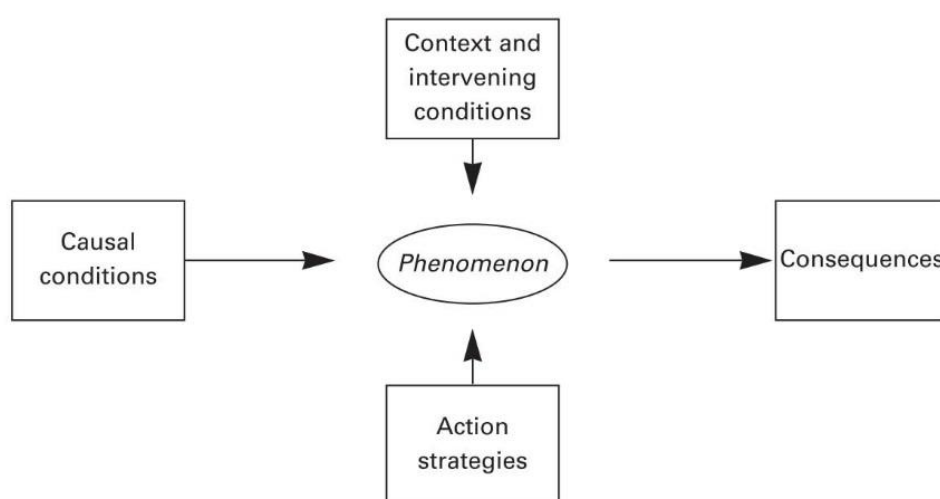 Context and
intervening
conditions
Causal
conditions
Phenomenon
Consequences
Action
strategies